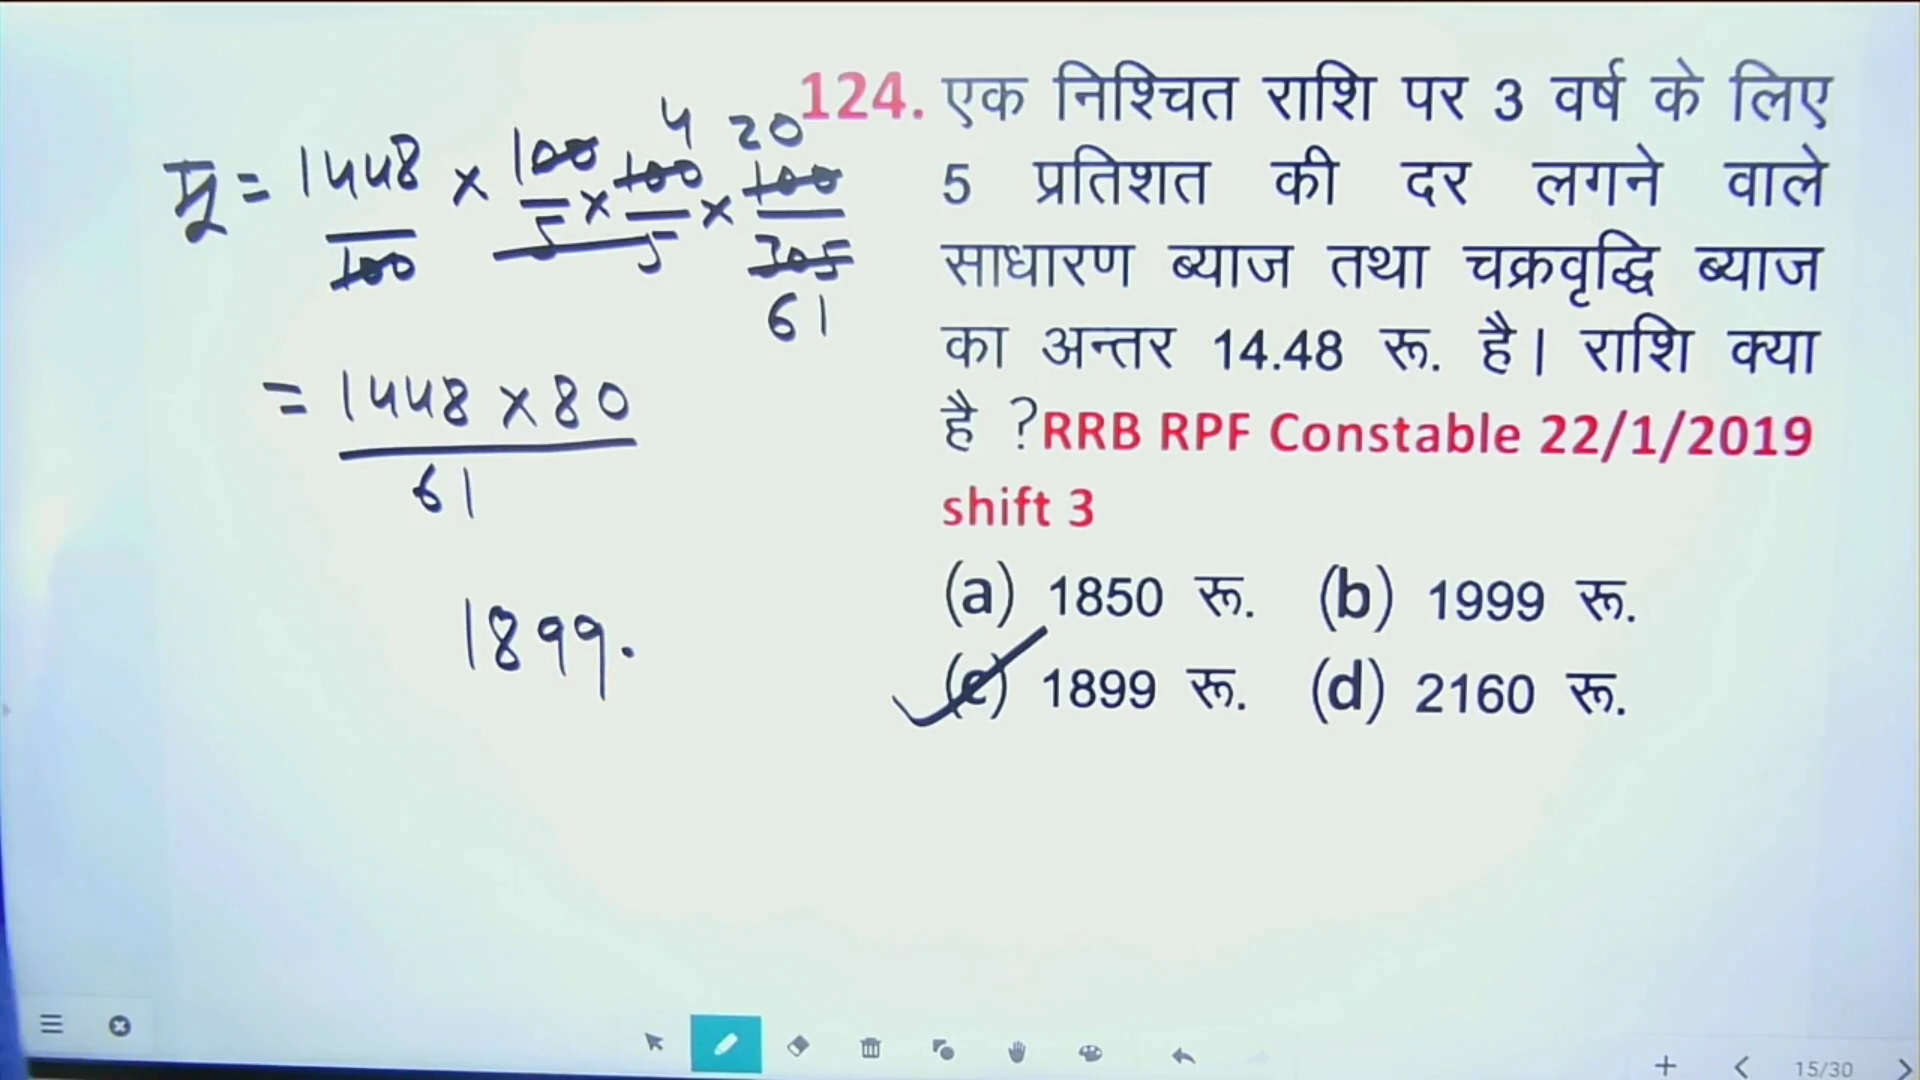 124. एक निश्चित राशि पर 3 वर्ष के लिए
5 प्रतिशत की दर लगने वाले
साधारण ब्याज तथा चक्रवृद्धि ब्याज
का अन्तर 14.48 रू. है। राशि क्या
है ?RRB RPF Constable 22/1/2019
shift 3
(a) 1850 रू. (b) 1999 रू.
(c) 1899 रू. (d) 2160 रू.
4 20
मू = 1448 × 100 × 100 × 100
100 5 5 305
61
= 1448 × 80
61
1899.
15/30